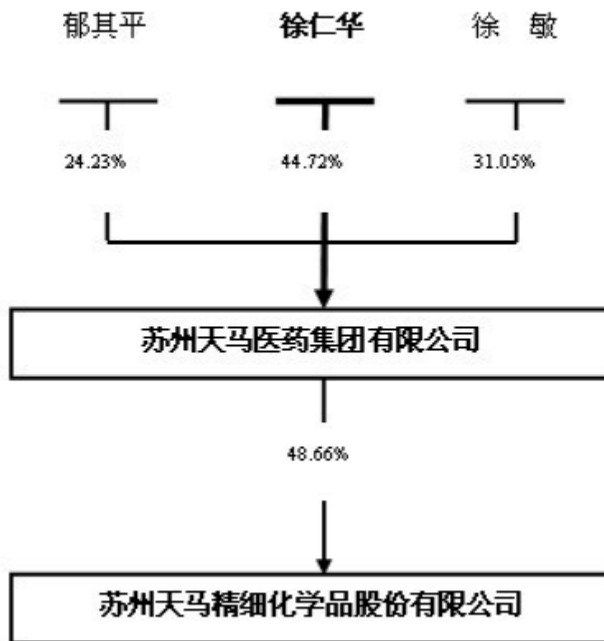 郁其平 徐仁华 徐 敏
24.23% 44.72% 31.05%
苏州天马医药集团有限公司
48.66%
苏州天马精细化学品股份有限公司